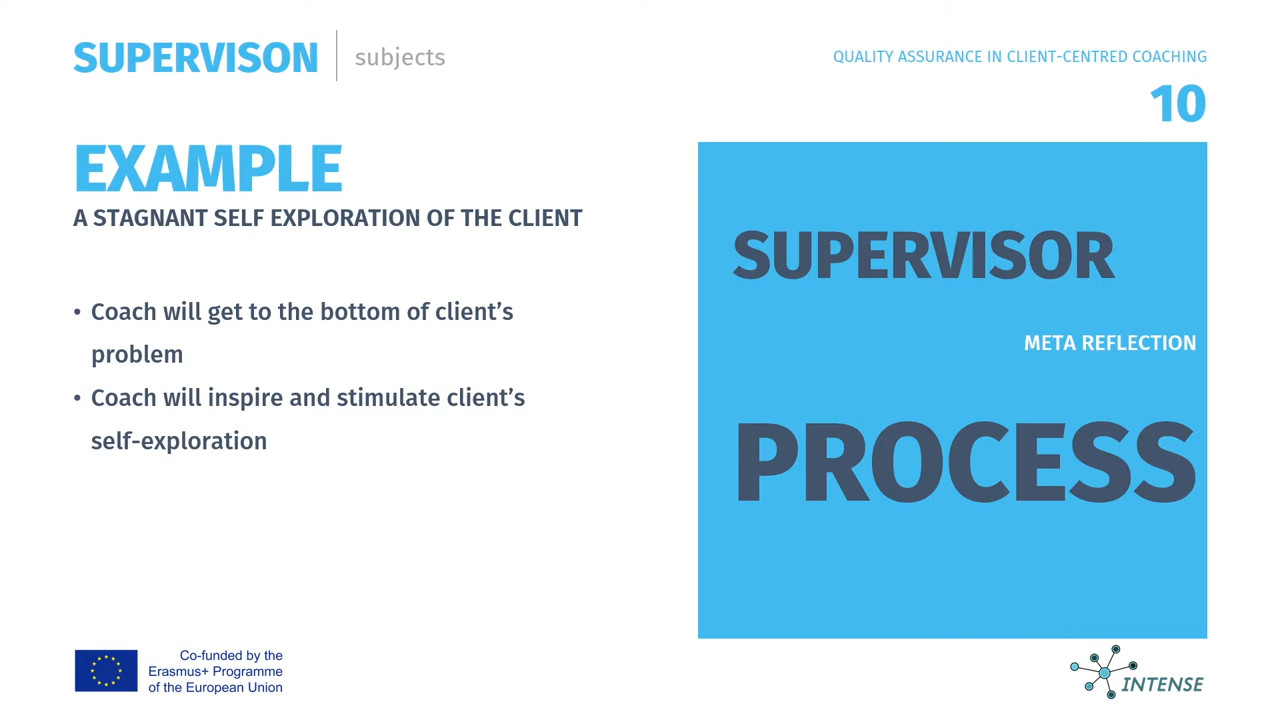 SUPERVISON
subjects
QUALITY ASSURANCE IN CLIENT-CENTRED COACHING
10
EXAMPLE
A STAGNANT SELF EXPLORATION OF THE CLIENT
• Coach will get to the bottom of client’s
problem
• Coach will inspire and stimulate client’s
self-exploration
SUPERVISOR
META REFLECTION
PROCESS
Co-funded by the
Erasmus+ Programme
of the European Union
INTENSE